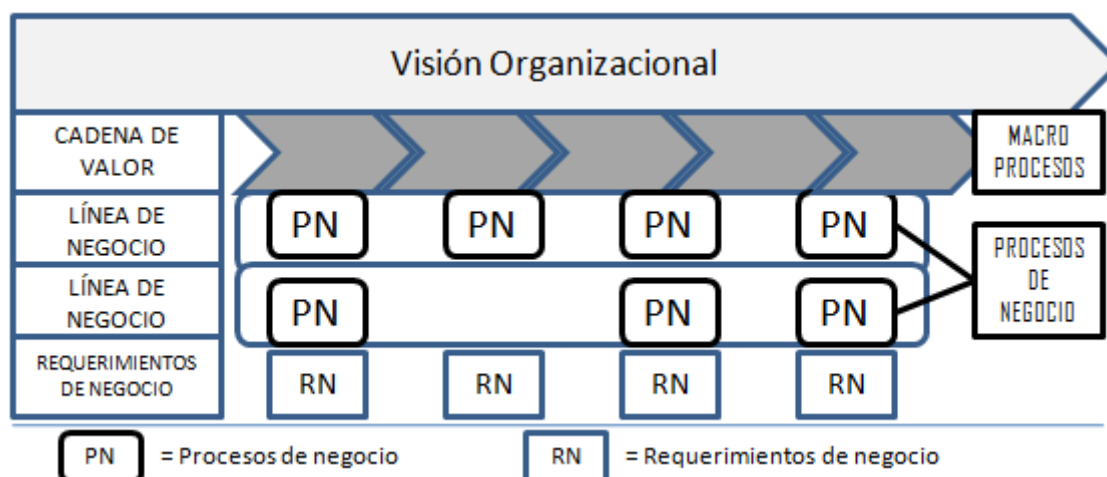 Visión Organizacional
CADENA DE
VALOR
MACRO
PROCESOS
LÍNEA DE
NEGOCIO
PN PN PN PN
LÍNEA DE
NEGOCIO
PN PN PN
PROCESOS
DE
NEGOCIO
REQUERIMIENTOS
DE NEGOCIO
RN RN RN RN
PN = Procesos de negocio
RN = Requerimientos de negocio